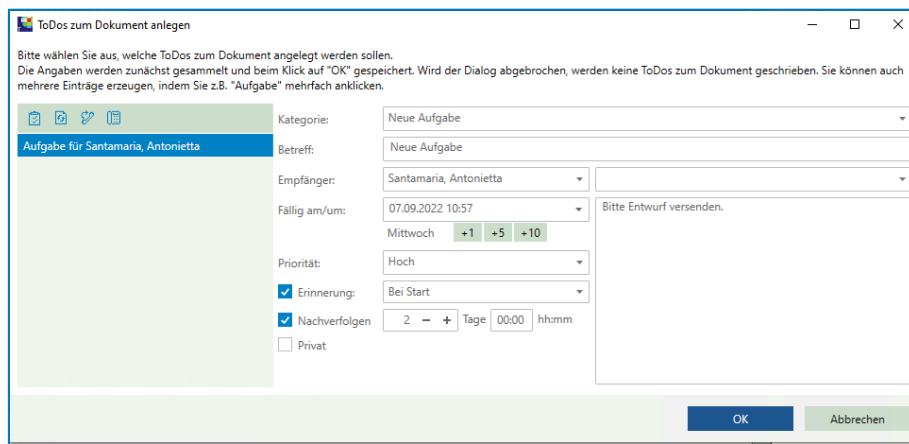 ToDos zum Dokument anlegen
Bitte wählen Sie aus, welche ToDos zum Dokument angelegt werden sollen.
Die Angaben werden zunächst gesammelt und beim Klick auf "OK" gespeichert. Wird der Dialog abgebrochen, werden keine ToDos zum Dokument geschrieben. Sie können auch
mehrere Einträge erzeugen, indem Sie z.B. "Aufgabe" mehrfach anklicken.
Aufgabe für Santamaria, Antonietta
Kategorie: Neue Aufgabe
Betreff: Neue Aufgabe
Empfänger: Santamaria, Antonietta
Fällig am/um: 07.09.2022 10:57 Bitte Entwurf versenden.
Mittwoch +1 +5 +10
Priorität: Hoch
Erinnerung: Bei Start
Nachverfolgen 2 − + Tage 00:00 hh:mm
Privat
OK Abbrechen